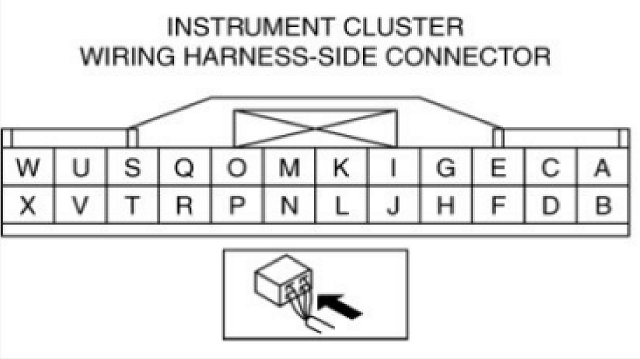 INSTRUMENT CLUSTER
WIRING HARNESS-SIDE CONNECTOR
W U S Q O M K I G E C A
X V T R P N L J H F D B